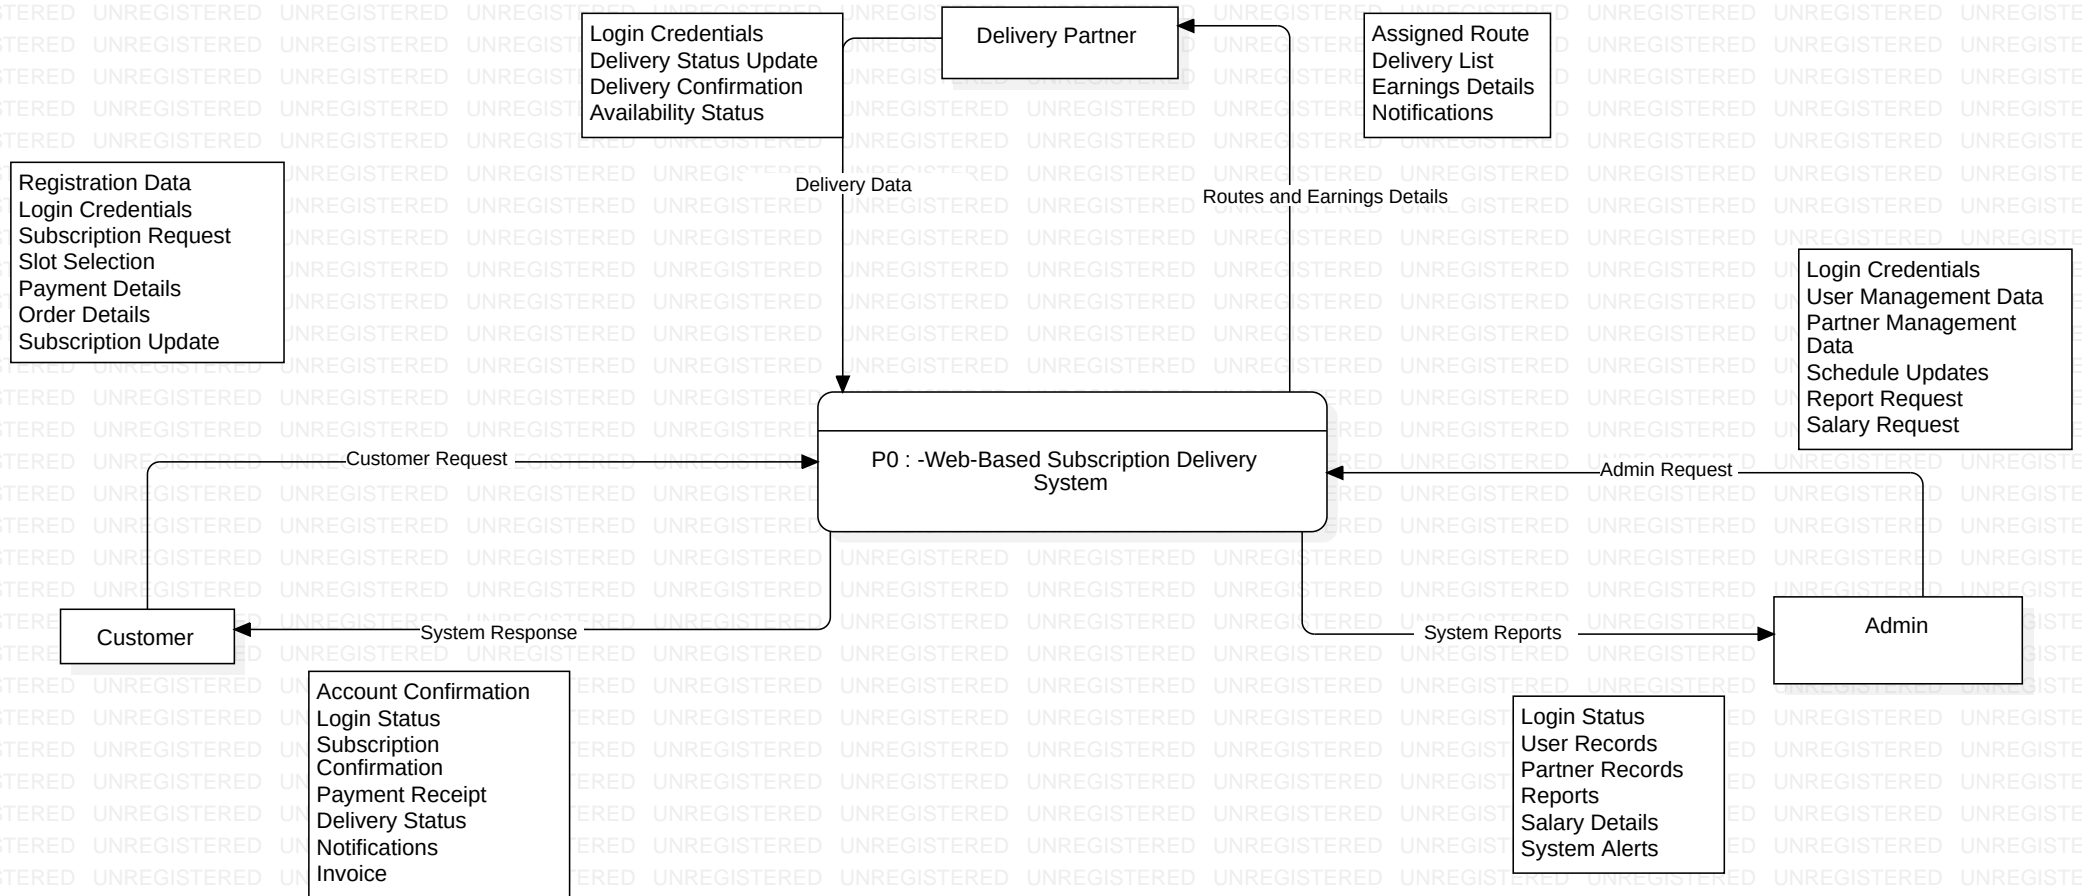 Login Credentials
Delivery Status Update
Delivery Confirmation
Availability Status
Delivery Partner
Assigned Route
Delivery List
Earnings Details
Notifications
Delivery Data
Routes and Earnings Details
Registration Data
Login Credentials
Subscription Request
Slot Selection
Payment Details
Order Details
Subscription Update
Login Credentials
User Management Data
Partner Management
Data
Schedule Updates
Report Request
Salary Request
Customer Request
P0 : -Web-Based Subscription Delivery
System
Admin Request
Customer
System Response
System Reports
Admin
Account Confirmation
Login Status
Subscription
Confirmation
Payment Receipt
Delivery Status
Notifications
Invoice
Login Status
User Records
Partner Records
Reports
Salary Details
System Alerts
UNREGISTERED